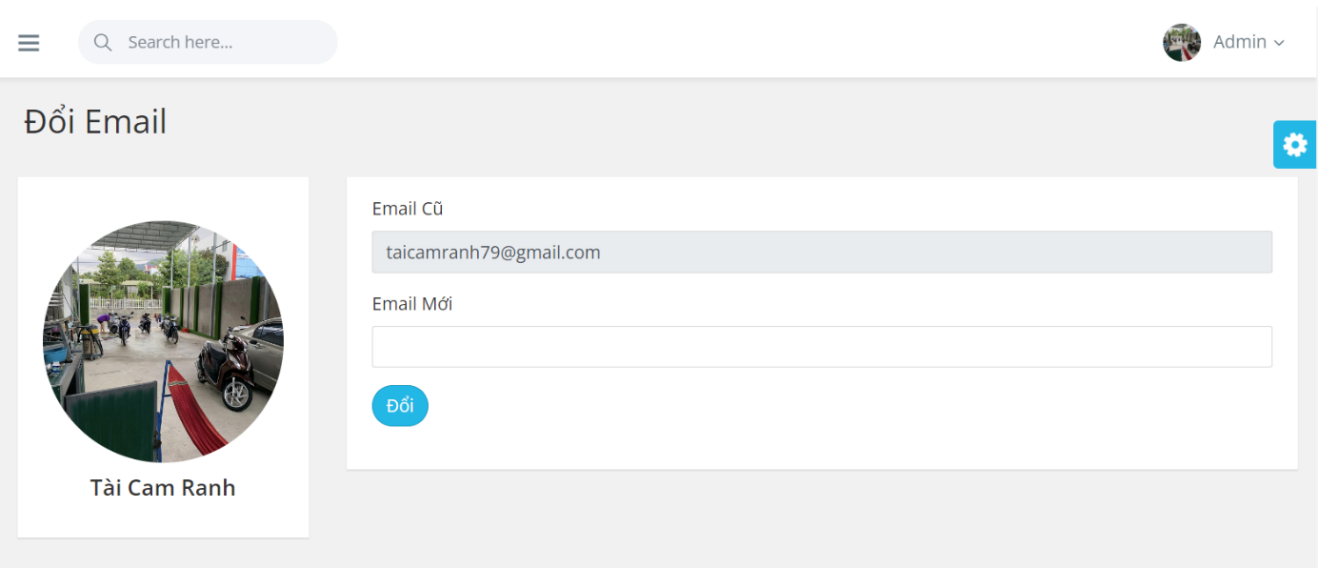 Search here...
Admin
Đổi Email
Email Cũ
taicamranh79@gmail.com
Email Mới
Đổi
Tài Cam Ranh